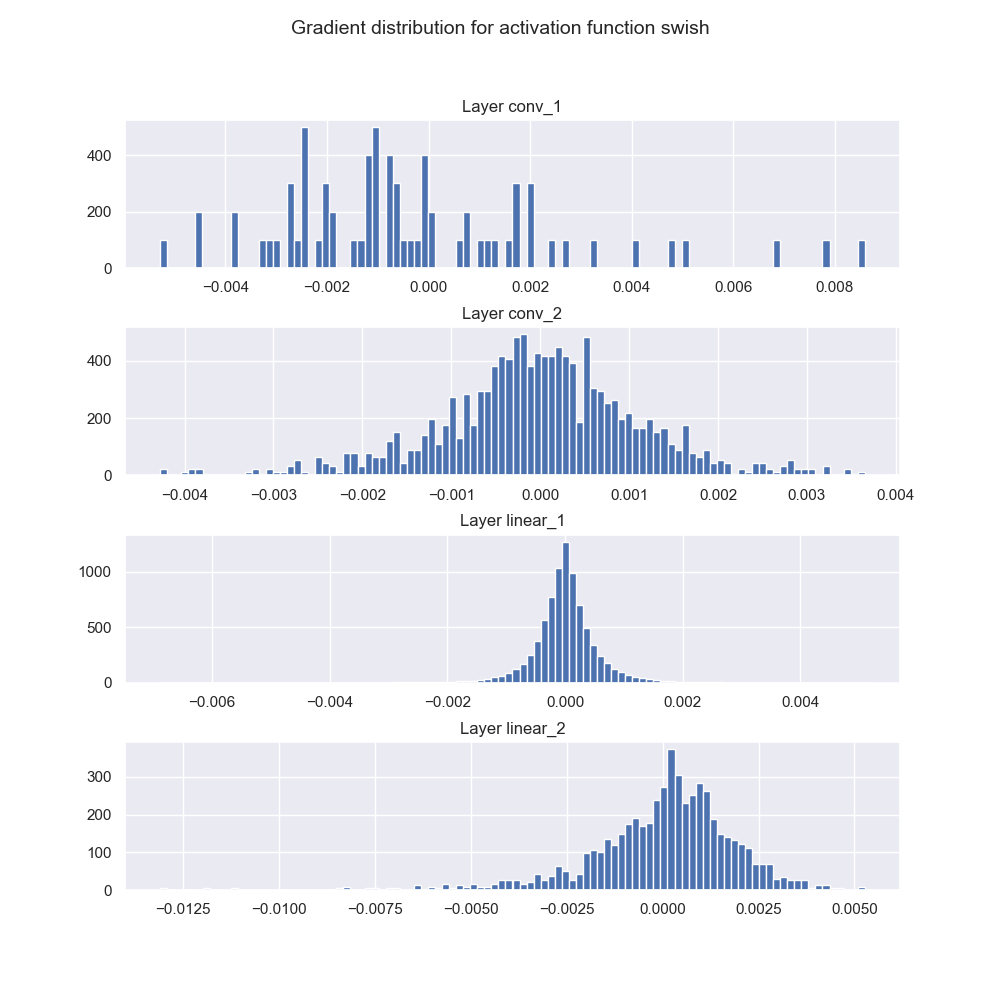 Gradient distribution for activation function swish
Layer conv_1
400
200
0
−0.004 −0.002 0.000 0.002 0.004 0.006 0.008
Layer conv_2
400
200
0
−0.004 −0.003 −0.002 −0.001 0.000 0.001 0.002 0.003 0.004
Layer linear_1
1000
500
0
−0.006 −0.004 −0.002 0.000 0.002 0.004
Layer linear_2
300
200
100
0
−0.0125 −0.0100 −0.0075 −0.0050 −0.0025 0.0000 0.0025 0.0050